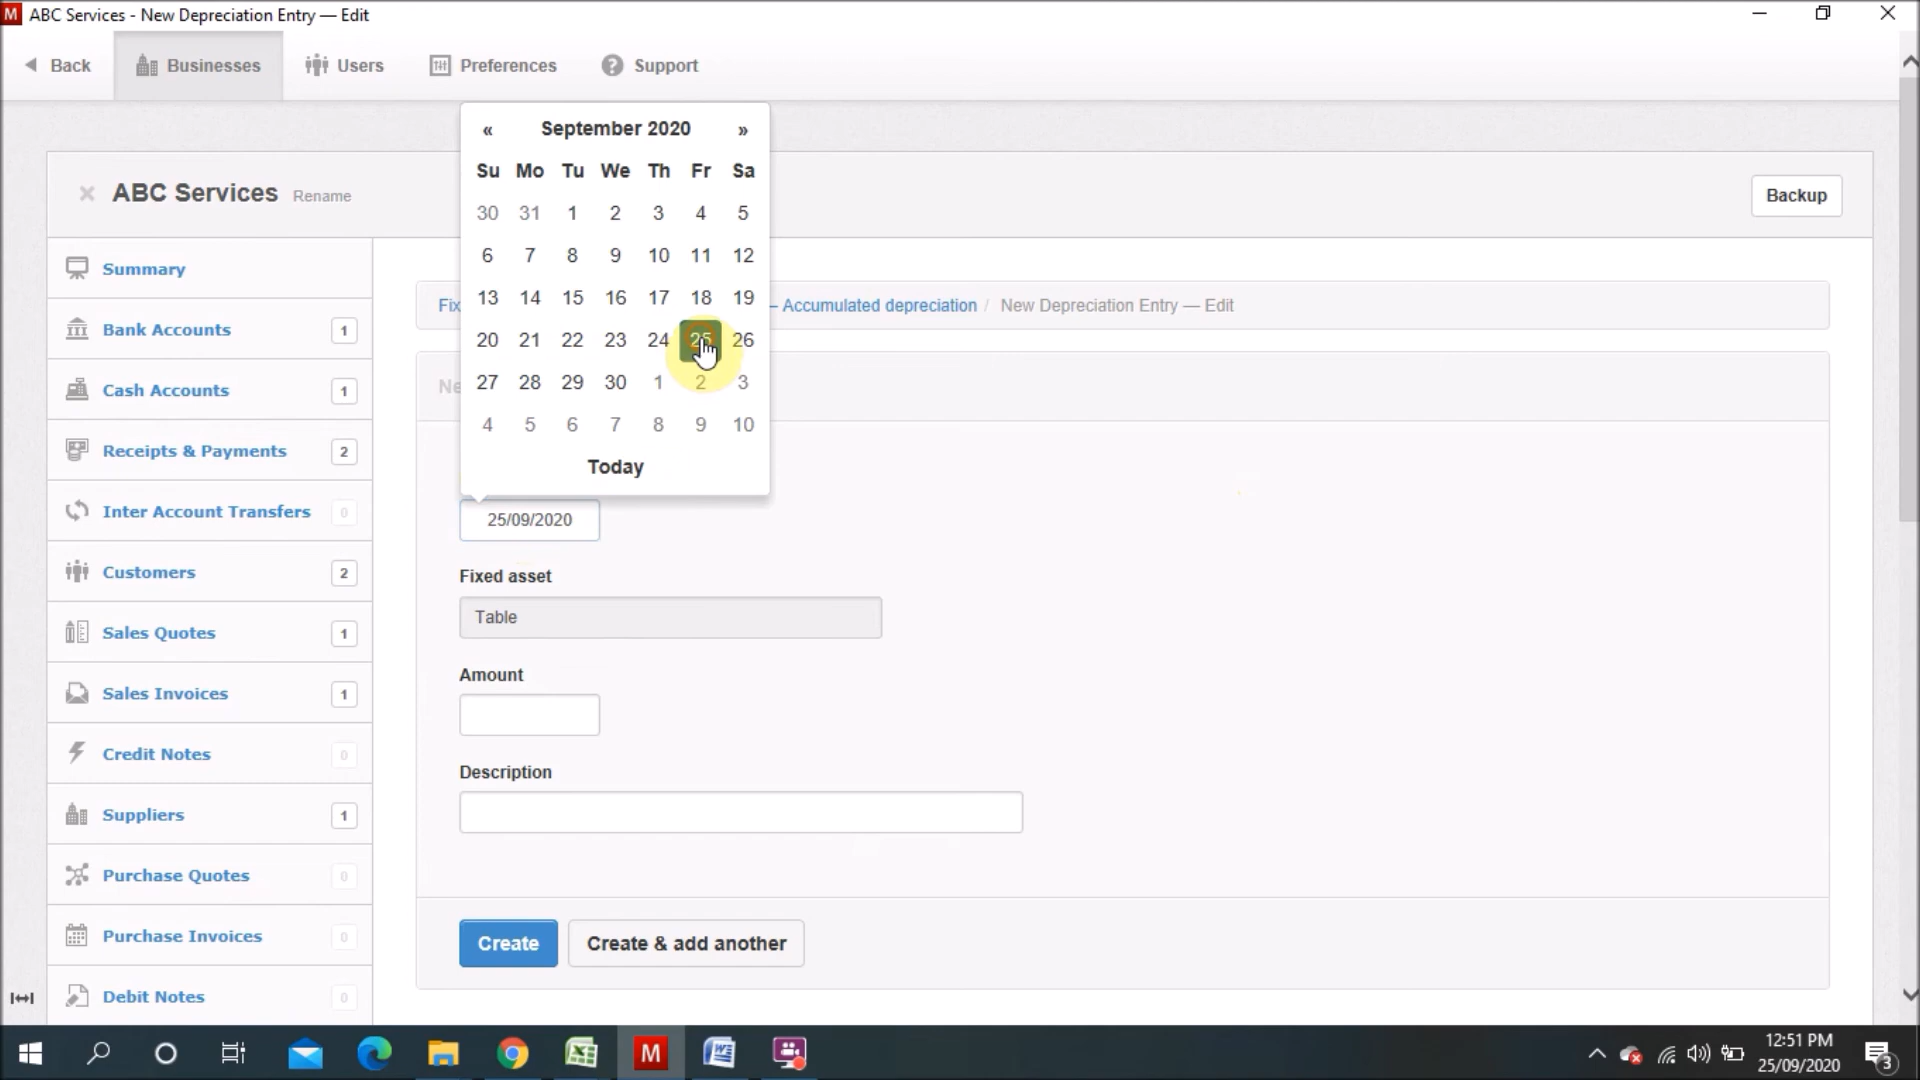 M ABC Services - New Depreciation Entry — Edit
Back
Businesses
Users
Preferences
? Support
« September 2020 »
Su Mo Tu We Th Fr Sa
30 31 1 2 3 4 5
6 7 8 9 10 11 12
13 14 15 16 17 18 19
20 21 22 23 24 25 26
27 28 29 30 1 2 3
4 5 6 7 8 9 10
Today
ABC Services Rename
Backup
Summary
Bank Accounts 1
Cash Accounts 1
Receipts & Payments 2
Inter Account Transfers 0
Customers 2
Sales Quotes 1
Sales Invoices 1
Credit Notes 0
Suppliers 1
Purchase Quotes 0
Purchase Invoices 0
Debit Notes 0
Fix
– Accumulated depreciation / New Depreciation Entry — Edit
Ne
25/09/2020
Fixed asset
Table
Amount
Description
Create
Create & add another
M
12:51 PM
25/09/2020
3